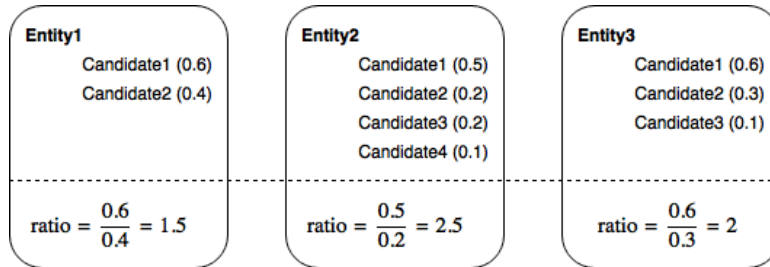 Entity1
Candidate1 (0.6)
Candidate2 (0.4)
ratio = 0.6/0.4 = 1.5
Entity2
Candidate1 (0.5)
Candidate2 (0.2)
Candidate3 (0.2)
Candidate4 (0.1)
ratio = 0.5/0.2 = 2.5
Entity3
Candidate1 (0.6)
Candidate2 (0.3)
Candidate3 (0.1)
ratio = 0.6/0.3 = 2